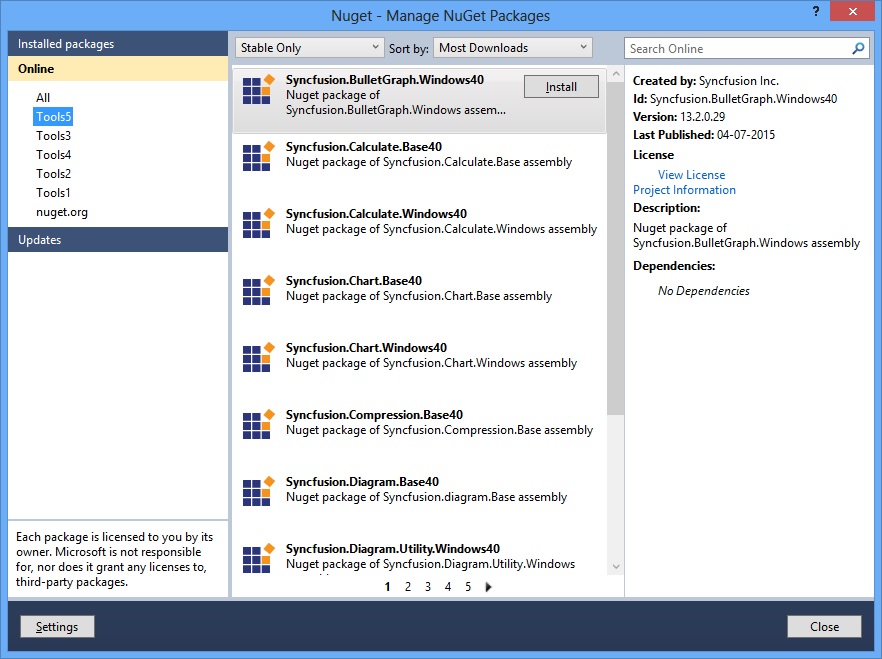 Nuget - Manage NuGet Packages
?
Installed packages
Online
All
Tools5
Tools3
Tools4
Tools2
Tools1
nuget.org
Updates
Each package is licensed to you by its
owner. Microsoft is not responsible
for, nor does it grant any licenses to,
third-party packages.
Stable Only
Sort by:
Most Downloads
Syncfusion.BulletGraph.Windows40
Nuget package of
Syncfusion.BulletGraph.Windows assem...
Install
Syncfusion.Calculate.Base40
Nuget package of Syncfusion.Calculate.Base assembly
Syncfusion.Calculate.Windows40
Nuget package of Syncfusion.Calculate.Windows assembly
Syncfusion.Chart.Base40
Nuget package of Syncfusion.Chart.Base assembly
Syncfusion.Chart.Windows40
Nuget package of Syncfusion.Chart.Windows assembly
Syncfusion.Compression.Base40
Nuget package of Syncfusion.Compression.Base assembly
Syncfusion.Diagram.Base40
Nuget package of Syncfusion.diagram.Base assembly
Syncfusion.Diagram.Utility.Windows40
Nuget package of Syncfusion.Diagram.Utility.Windows
1 2 3 4 5
Search Online
Created by: Syncfusion Inc.
Id: Syncfusion.BulletGraph.Windows40
Version: 13.2.0.29
Last Published: 04-07-2015
License
View License
Project Information
Description:
Nuget package of
Syncfusion.BulletGraph.Windows assembly
Dependencies:
No Dependencies
Settings
Close